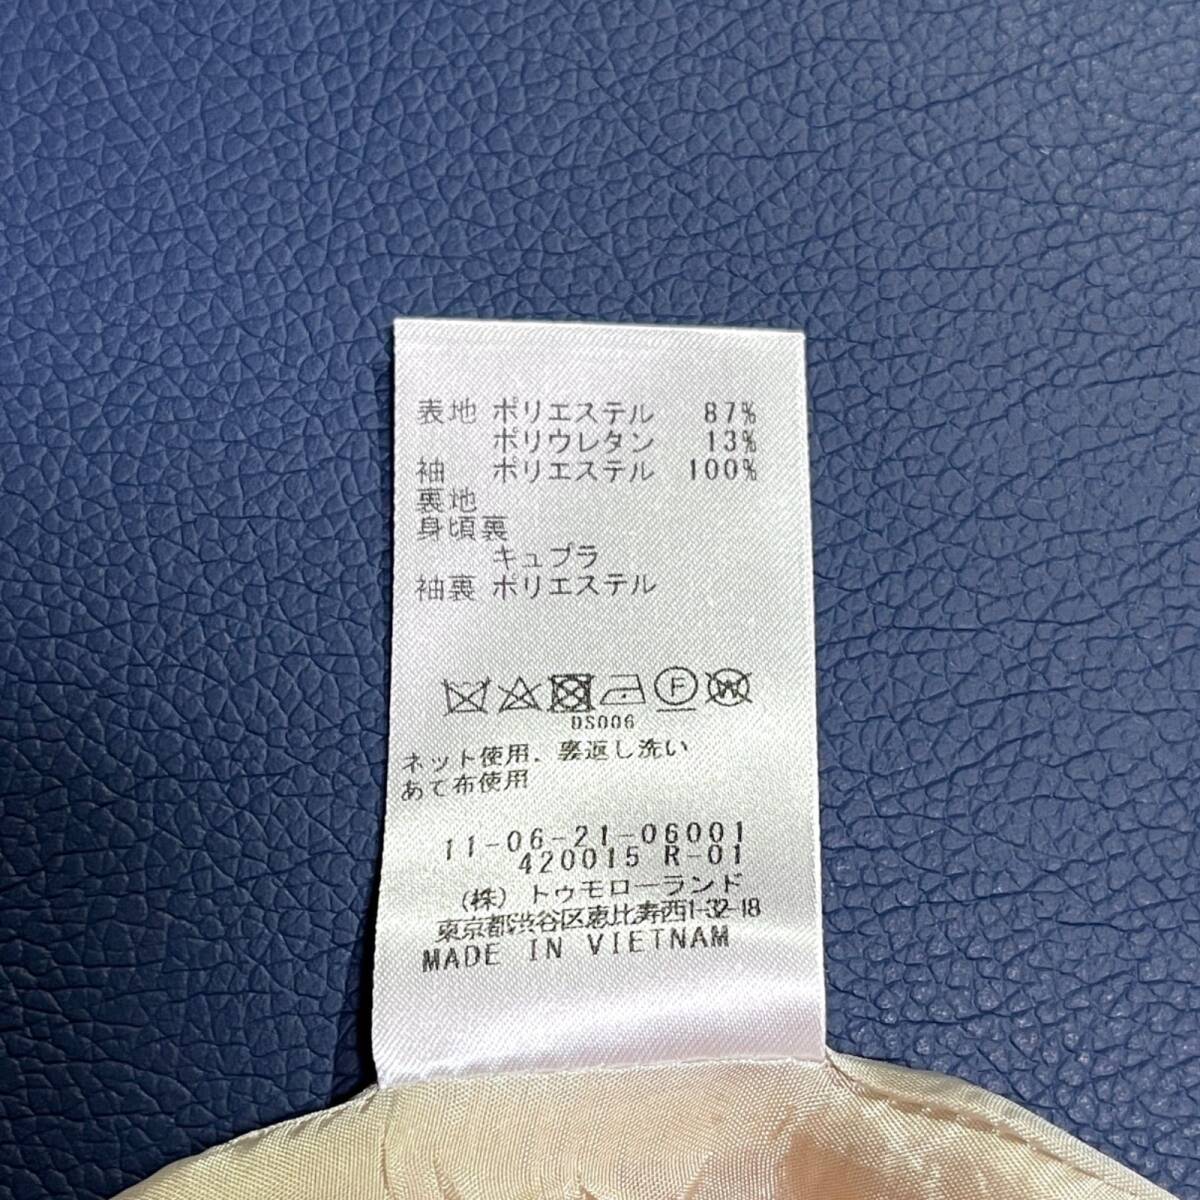 表地 ポリエステル 87%
ポリウレタン 13%
袖 ポリエステル 100%
裏地
身頃裏
キュプラ
袖裏 ポリエステル
F
W
DS006
ネット使用．裏返し洗い
あて布使用
11-06-21-06001
420015 R-01
(株) トゥモローランド
東京都渋谷区恵比寿西1-32-18
MADE IN VIETNAM